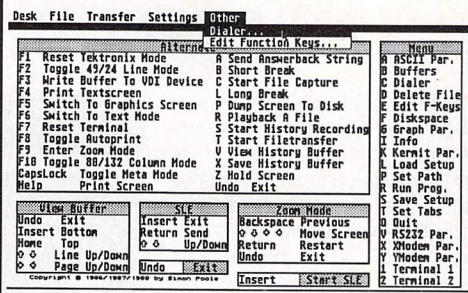 Desk File Transfer Settings Other
Dialer...
Edit Function Keys...
Alternate
F1 Reset Tektronix Mode
F2 Toggle 49/24 Line Mode
F3 Write Buffer To VDI Device
F4 Print Textscreen
F5 Switch To Graphics Screen
F6 Switch To Text Mode
F7 Reset Terminal
F8 Toggle Autoprint
F9 Enter Zoom Mode
F10 Toggle 80/132 Column Mode
CapsLock Toggle Meta Mode
Help Print Screen
A Send Answerback String
B Short Break
C Start File Capture
L Long Break
P Dump Screen To Disk
R Playback A File
S Start History Recording
T Start Filetransfer
V View History Buffer
X Save History Buffer
Z Hold Screen
Undo Exit
Menu
A ASCII Par.
B Buffers
C Dialer
D Delete File
E Edit F-Keys
F Diskspace
G Graph Par.
I Info
K Kermit Par.
L Load Setup
P Set Path
R Run Prog.
S Save Setup
T Set Tabs
Q Quit
V RS232 Par.
X XModem Par.
Y YModem Par.
1 Terminal 1
2 Terminal 2
View Buffer
Undo Exit
Insert Bottom
Home Top
⇧ ⇩ Line Up/Down
⇧ ⇩ Page Up/Down
SLE
Insert Exit
Return Send
⇧ ⇩ Up/Down
Undo Exit
Zoom Mode
Backspace Previous
⇧ ⇩ ⇦ ⇨ Move Screen
Return Restart
Undo Exit
Insert Start SLE
Copyright © 1986/1987/1988 by Simon Poole